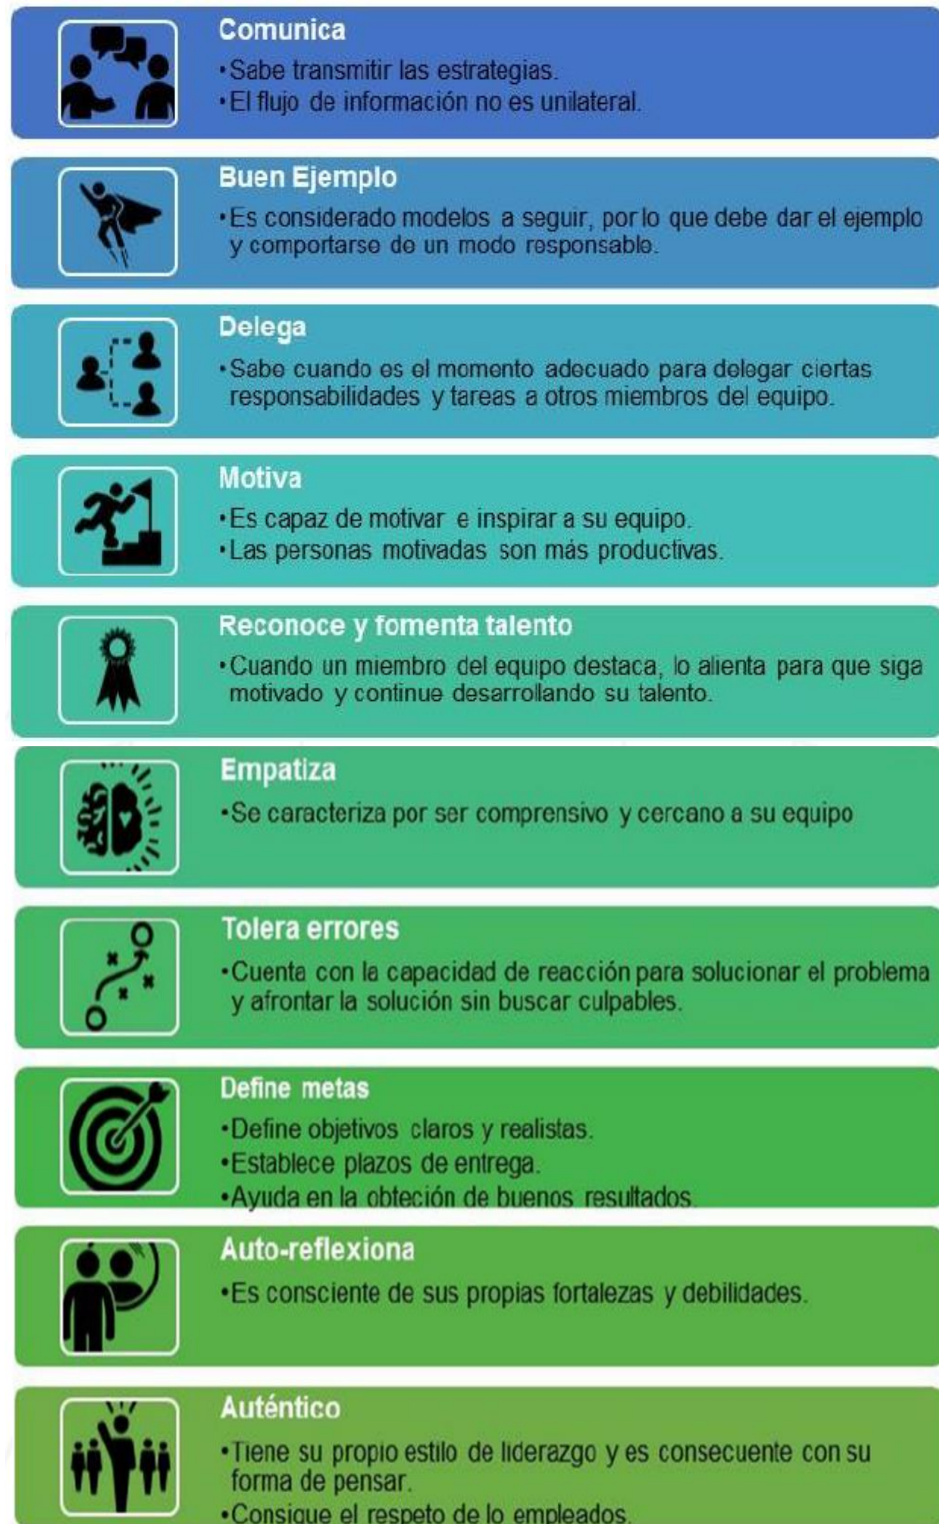 Comunica
•Sabe transmitir las estrategias.
•El flujo de información no es unilateral.
Buen Ejemplo
•Es considerado modelos a seguir, por lo que debe dar el ejemplo
y comportarse de un modo responsable.
Delega
•Sabe cuando es el momento adecuado para delegar ciertas
responsabilidades y tareas a otros miembros del equipo.
Motiva
•Es capaz de motivar e inspirar a su equipo.
•Las personas motivadas son más productivas.
Reconoce y fomenta talento
•Cuando un miembro del equipo destaca, lo alienta para que siga
motivado y continue desarrollando su talento.
Empatiza
•Se caracteriza por ser comprensivo y cercano a su equipo
Tolera errores
•Cuenta con la capacidad de reacción para solucionar el problema
y afrontar la solución sin buscar culpables.
Define metas
•Define objetivos claros y realistas.
•Establece plazos de entrega.
•Ayuda en la obteción de buenos resultados.
Auto-reflexiona
•Es consciente de sus propias fortalezas y debilidades.
Auténtico
•Tiene su propio estilo de liderazgo y es consecuente con su
forma de pensar.
•Consigue el respeto de lo empleados.